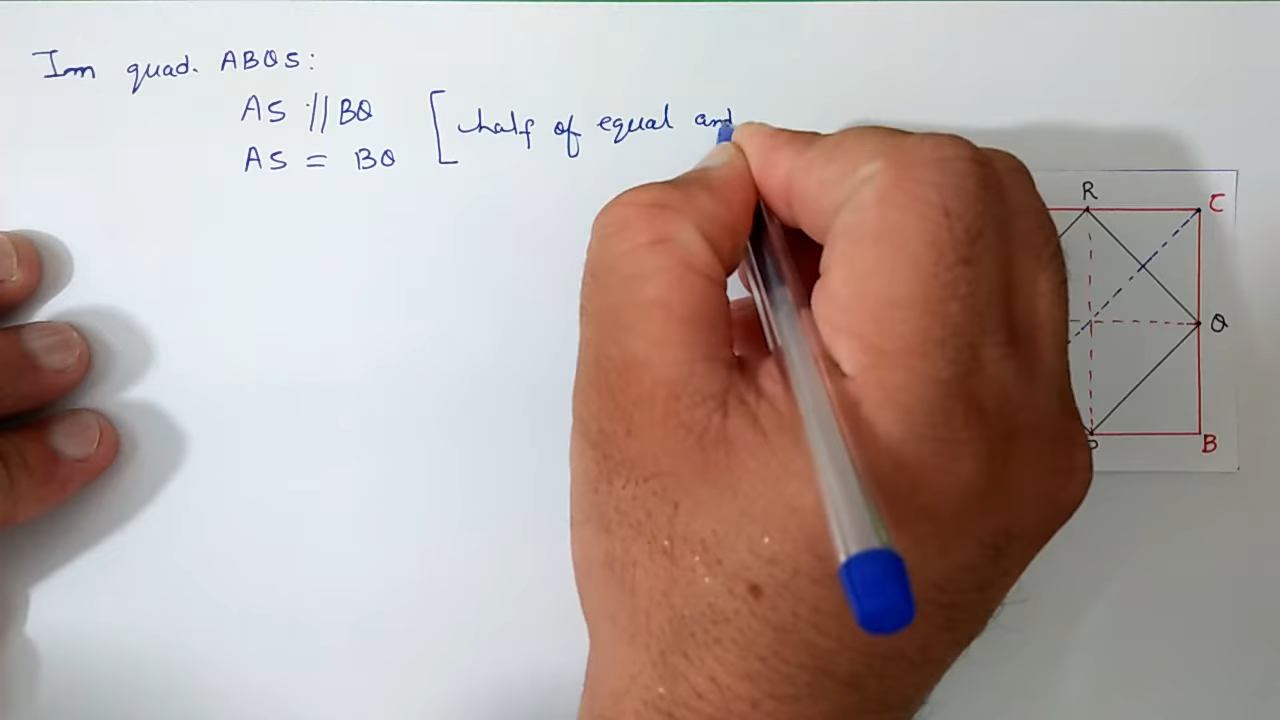 In quad. ABQS:
AS || BQ
AS = BQ [half of equal and
R
C
Q
B